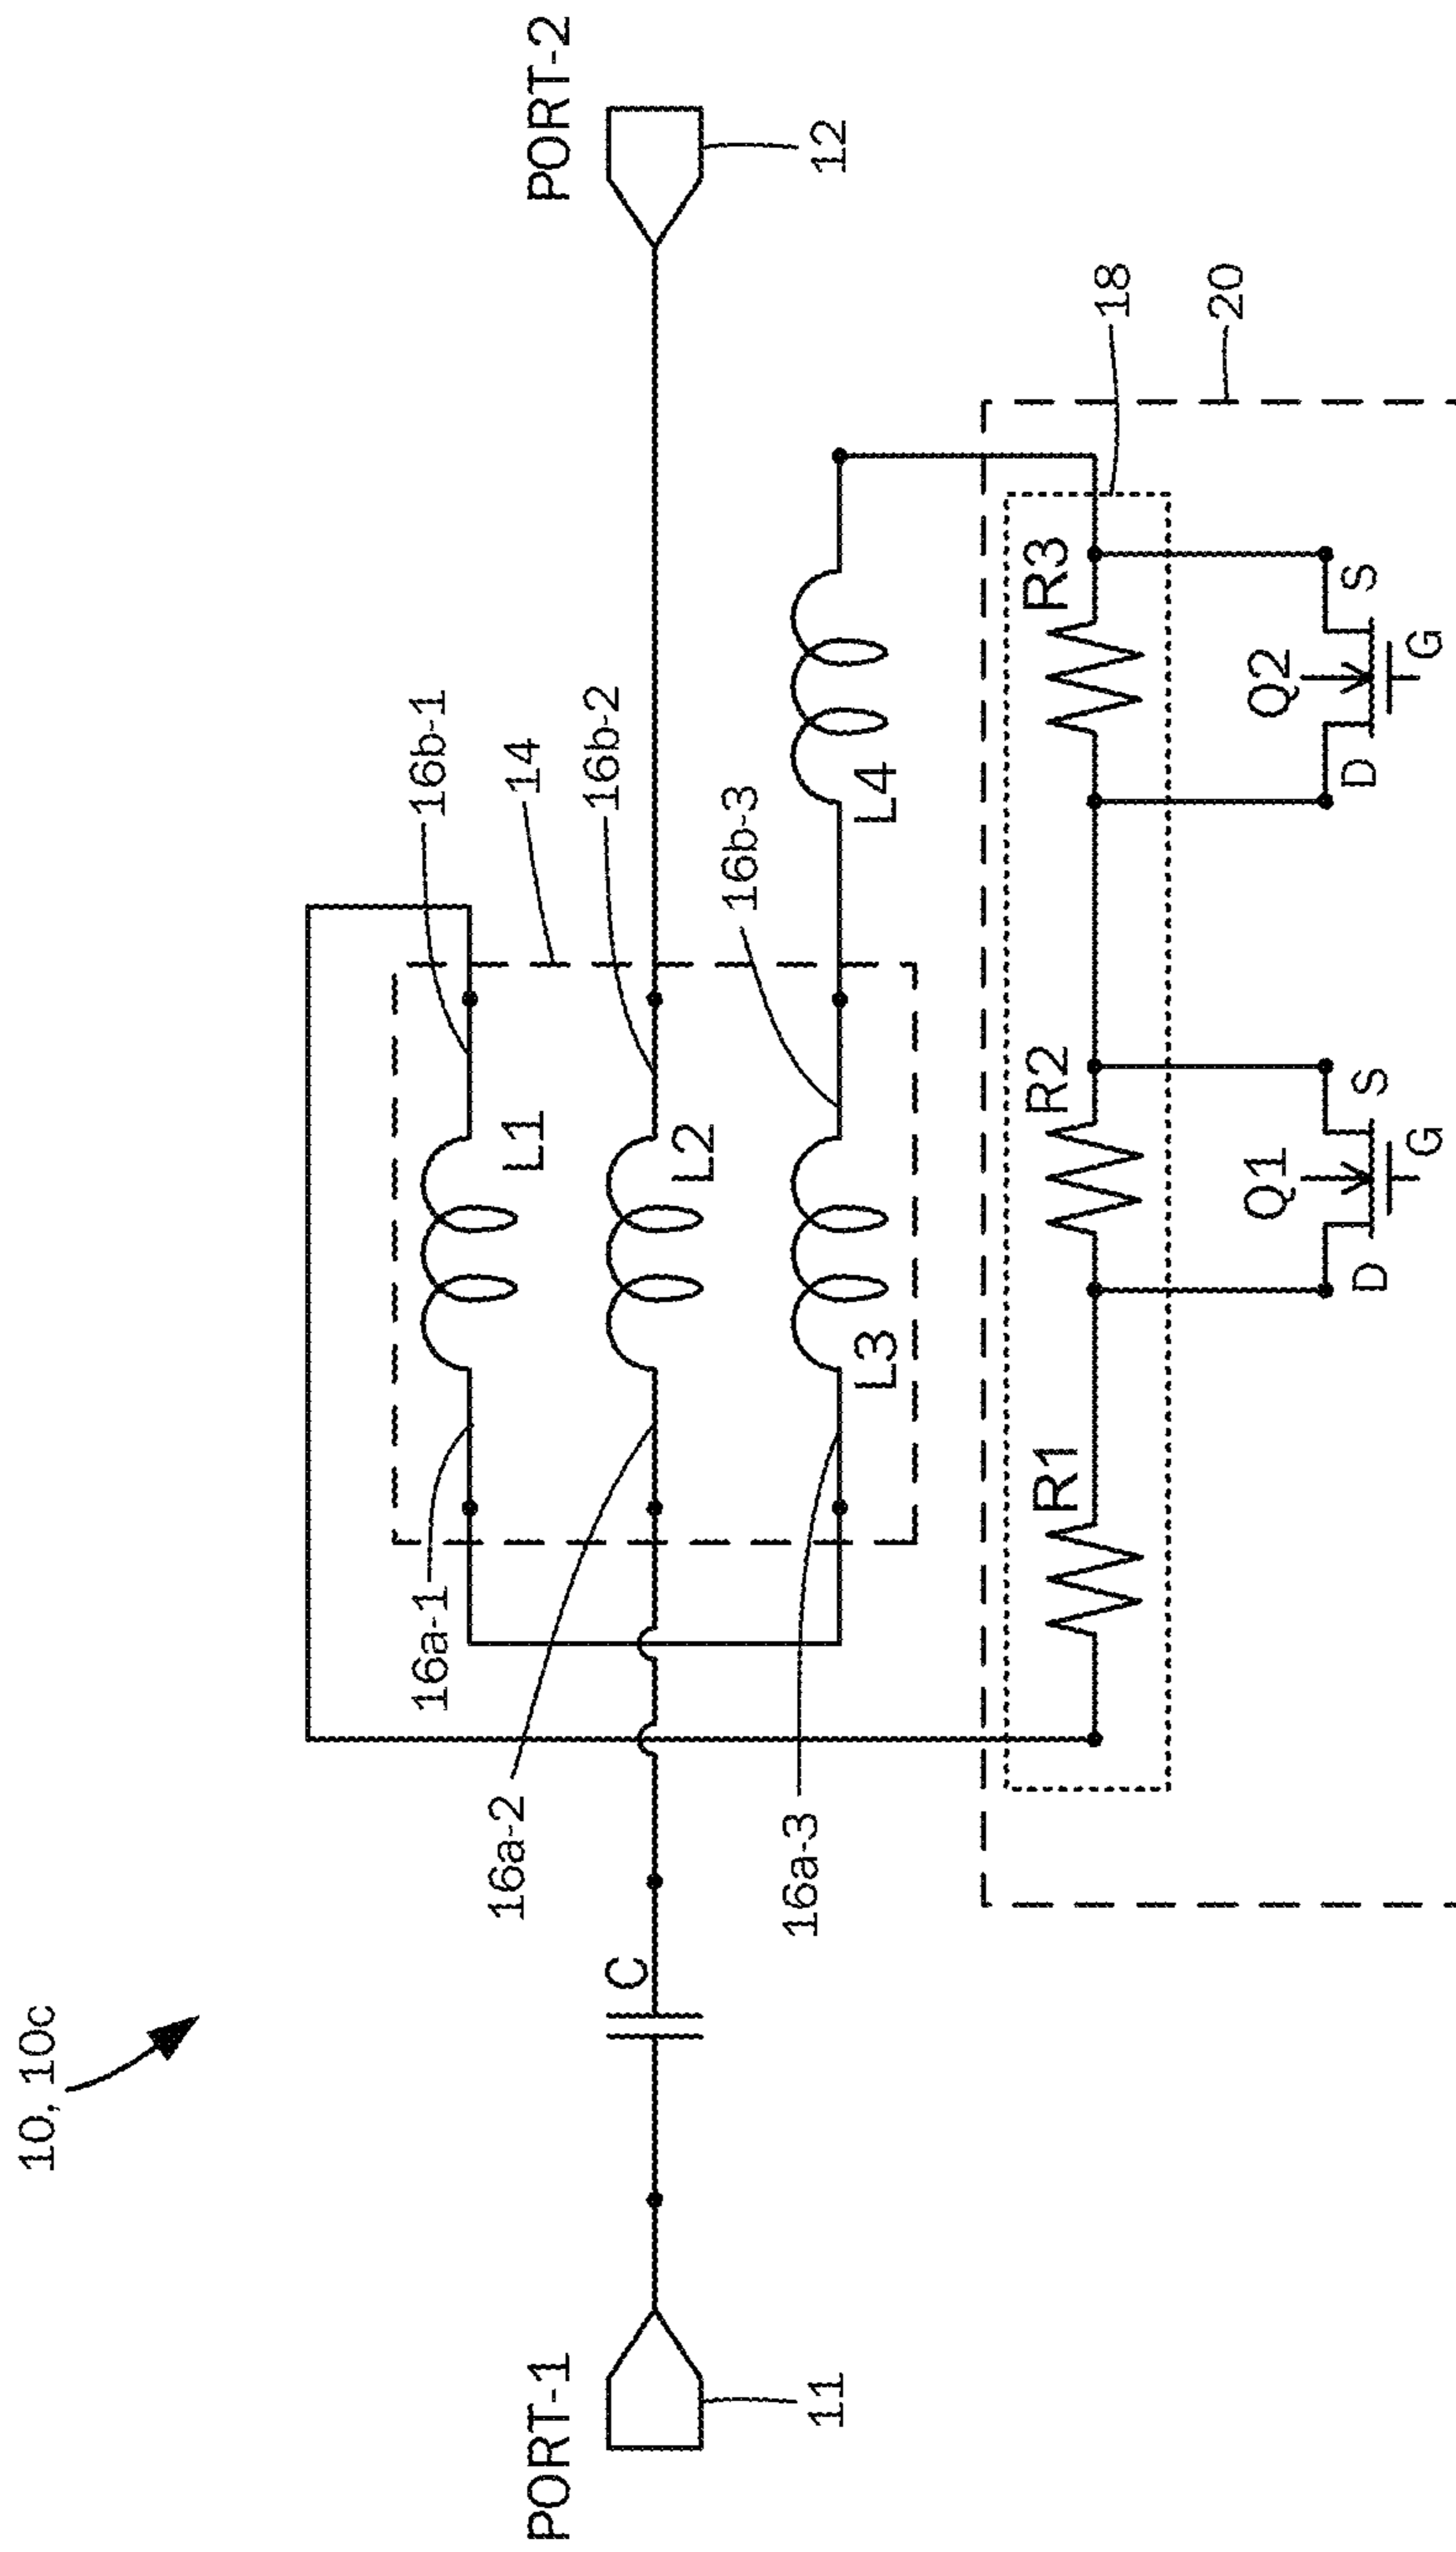 10, 10c
PORT-1
11
C
PORT-2
12
16a-1
16b-1
L1
14
16a-2
16b-2
L2
16a-3
16b-3
L3
L4
18
20
R1
R2
R3
Q1
D
S
G
Q2
D
S
G